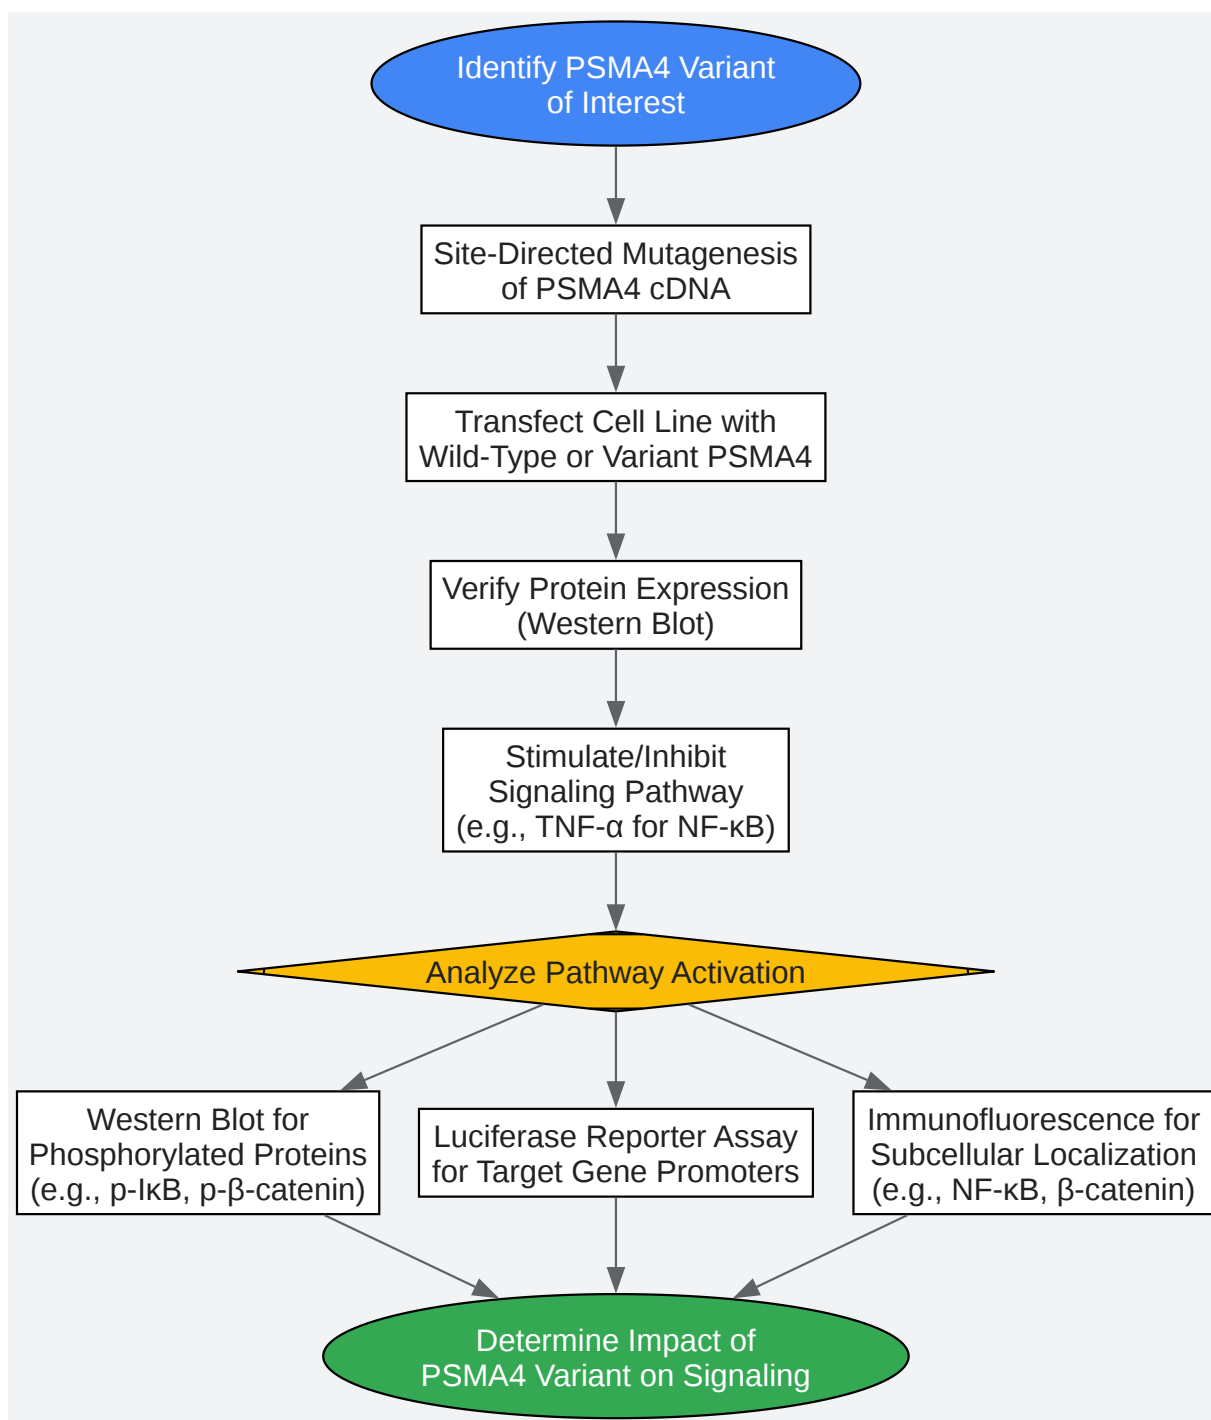 Identify PSMA4 Variant
of Interest
Site-Directed Mutagenesis
of PSMA4 cDNA
Transfect Cell Line with
Wild-Type or Variant PSMA4
Verify Protein Expression
(Western Blot)
Stimulate/Inhibit
Signaling Pathway
(e.g., TNF-α for NF-κB)
Analyze Pathway Activation
Western Blot for
Phosphorylated Proteins
(e.g., p-IκB, p-β-catenin)
Luciferase Reporter Assay
for Target Gene Promoters
Immunofluorescence for
Subcellular Localization
(e.g., NF-κB, β-catenin)
Determine Impact of
PSMA4 Variant on Signaling